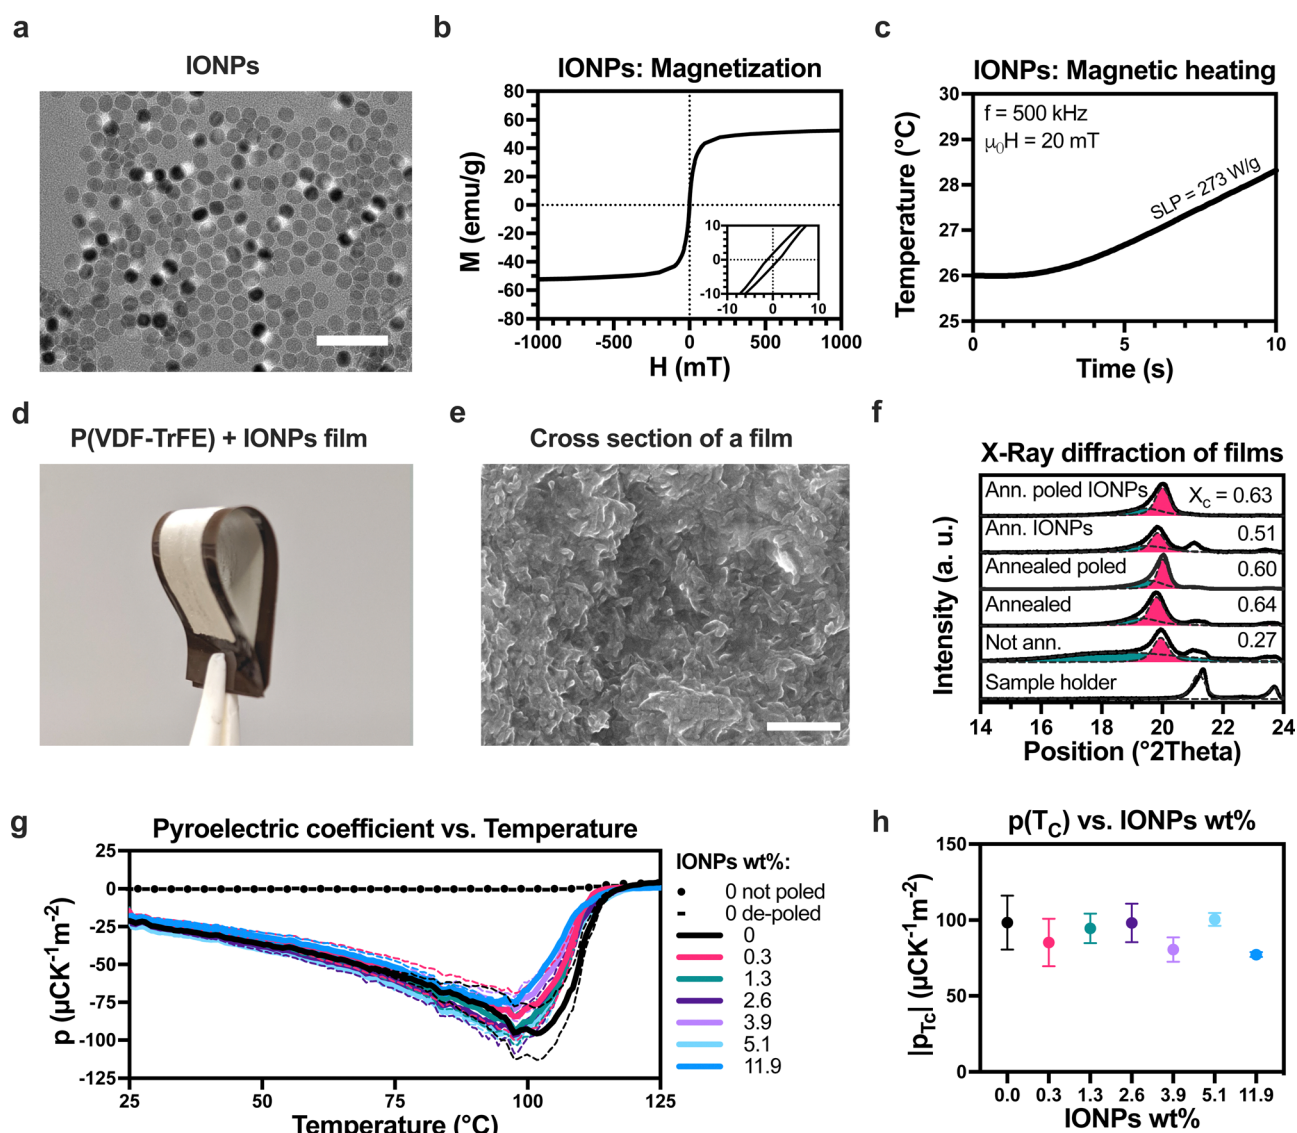 a
IONPs
b
IONPs: Magnetization
M (emu/g)
80
60
40
20
0
-20
-40
-60
-80
-1000
-500
0
500
1000
H (mT)
10
0
-10
-10
0
10
c
IONPs: Magnetic heating
Temperature (°C)
30
29
28
27
26
25
f = 500 kHz
μ0H = 20 mT
SLP = 273 W/g
0
5
10
Time (s)
d
P(VDF-TrFE) + IONPs film
e
Cross section of a film
f
X-Ray diffraction of films
Intensity (a. u.)
Ann. poled IONPs
Xc = 0.63
Ann. IONPs
0.51
Annealed poled
0.60
Annealed
0.64
Not ann.
0.27
Sample holder
14
16
18
20
22
24
Position (°2Theta)
g
Pyroelectric coefficient vs. Temperature
p (μCK⁻¹m⁻²)
25
0
-25
-50
-75
-100
-125
25
50
75
100
125
Temperature (°C)
IONPs wt%:
0 not poled
0 de-poled
0
0.3
1.3
2.6
3.9
5.1
11.9
h
p(TC) vs. IONPs wt%
|pTc| (μCK⁻¹m⁻²)
150
100
50
0
0.0
0.3
1.3
2.6
3.9
5.1
11.9
IONPs wt%